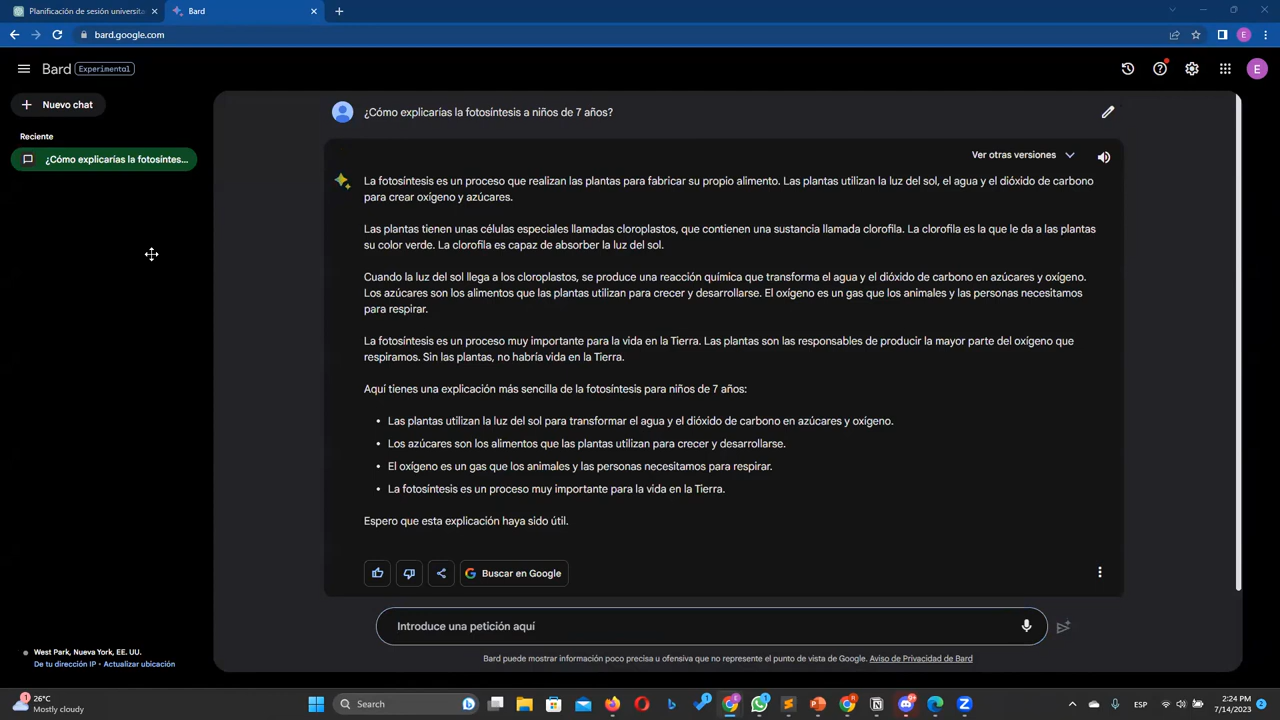 Planificación de sesión universita
Bard
bard.google.com
E
Bard Experimental
E
Nuevo chat
Reciente
¿Cómo explicarías la fotosíntes...
¿Cómo explicarías la fotosíntesis a niños de 7 años?
Ver otras versiones
La fotosíntesis es un proceso que realizan las plantas para fabricar su propio alimento. Las plantas utilizan la luz del sol, el agua y el dióxido de carbono
para crear oxígeno y azúcares.
Las plantas tienen unas células especiales llamadas cloroplastos, que contienen una sustancia llamada clorofila. La clorofila es la que le da a las plantas
su color verde. La clorofila es capaz de absorber la luz del sol.
Cuando la luz del sol llega a los cloroplastos, se produce una reacción química que transforma el agua y el dióxido de carbono en azúcares y oxígeno.
Los azúcares son los alimentos que las plantas utilizan para crecer y desarrollarse. El oxígeno es un gas que los animales y las personas necesitamos
para respirar.
La fotosíntesis es un proceso muy importante para la vida en la Tierra. Las plantas son las responsables de producir la mayor parte del oxígeno que
respiramos. Sin las plantas, no habría vida en la Tierra.
Aquí tienes una explicación más sencilla de la fotosíntesis para niños de 7 años:
• Las plantas utilizan la luz del sol para transformar el agua y el dióxido de carbono en azúcares y oxígeno.
• Los azúcares son los alimentos que las plantas utilizan para crecer y desarrollarse.
• El oxígeno es un gas que los animales y las personas necesitamos para respirar.
• La fotosíntesis es un proceso muy importante para la vida en la Tierra.
Espero que esta explicación haya sido útil.
Buscar en Google
Introduce una petición aquí
Bard puede mostrar información poco precisa u ofensiva que no represente el punto de vista de Google. Aviso de Privacidad de Bard
West Park, Nueva York, EE. UU.
De tu dirección IP - Actualizar ubicación
26°C
Mostly cloudy
Search
ESP
2:24 PM
7/14/2023